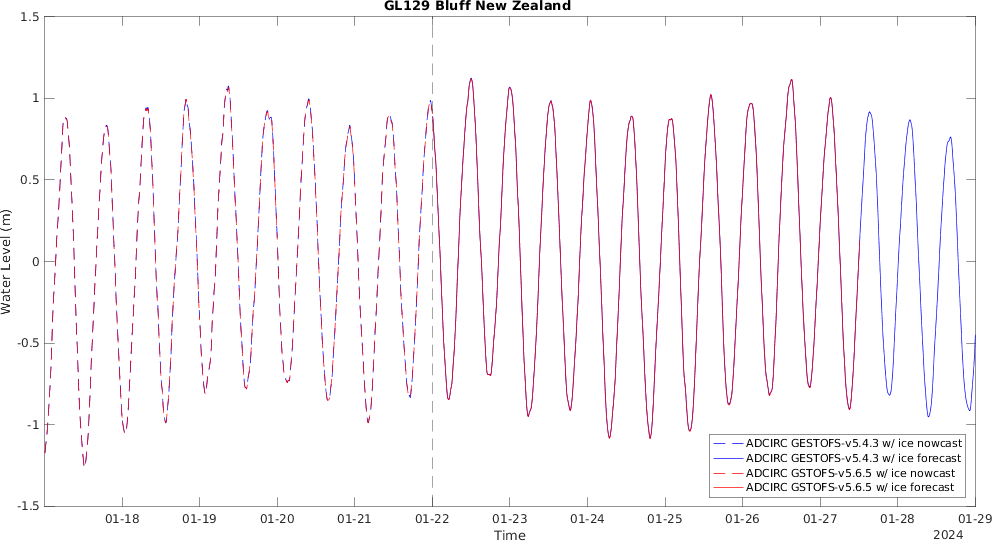 GL129 Bluff New Zealand
1.5
1
0.5
0
-0.5
-1
-1.5
Water Level (m)
ADCIRC GESTOFS-v5.4.3 w/ ice nowcast
ADCIRC GESTOFS-v5.4.3 w/ ice forecast
ADCIRC GSTOFS-v5.6.5 w/ ice nowcast
ADCIRC GSTOFS-v5.6.5 w/ ice forecast
01-18 01-19 01-20 01-21 01-22 01-23 01-24 01-25 01-26 01-27 01-28 01-29
Time
2024